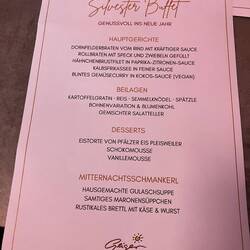 Silvester Buffet
GENUSSVOLL INS NEUE JAHR
HAUPTGERICHTE
DORNFELDERBRATEN VON RIND MIT KRÄFTIGER SAUCE
ROLLBRATEN MIT SPECK UND ZWIEBELN GEFÜLLT
HÄHNCHENBRUSTFILET IN PAPRIKA-ZITRONEN-SAUCE
KALBSFRIKASSEE IN FEINER SAUCE
BUNTES GEMÜSECURRY IN KOKOS-SAUCE (VEGAN)
BEILAGEN
KARTOFFELGRATIN - REIS - SEMMELKNÖDEL - SPÄTZLE
BOHNENVARIATION & BLUMENKOHL
GEMISCHTER SALATTELLER
DESSERTS
EISTORTE VON PFÄLZER EIS PLEISWEILER
SCHOKOMOUSSE
VANILLEMOUSSE
MITTERNACHTSSCHMANKERL
HAUSGEMACHTE GULASCHSUPPE
SAMTIGES MARONENSÜPPCHEN
RUSTIKALES BRETTL MIT KÄSE & WURST